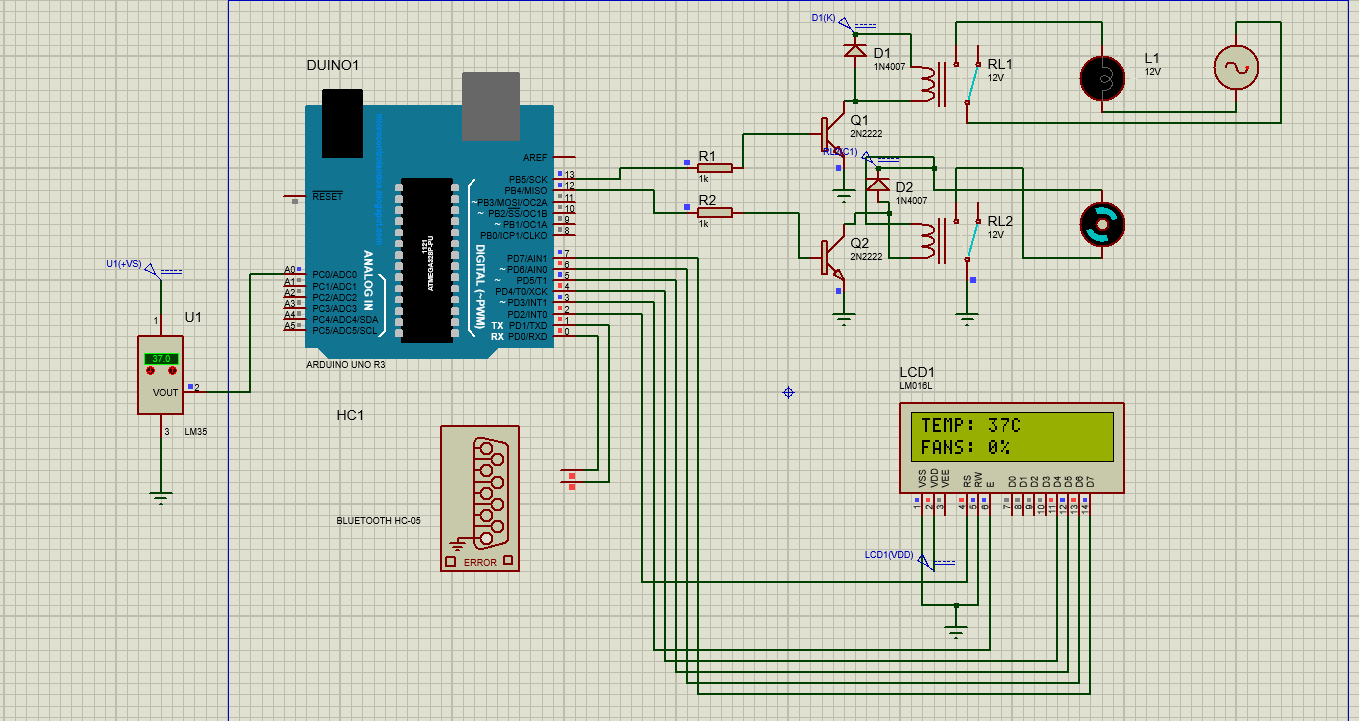 D1(K)
D1
1N4007
RL1
12V
L1
12V
DUINO1
Q1
2N2222
RL2(C1)
AREF
RESET
PB5/SCK 13
PB4/MISO 12
~PB3/MOSI/OC2A 11
~ PB2/SS/OC1B 10
~ PB1/OC1A 9
PB0/ICP1/CLKO 8
R1
1k
R2
1k
D2
1N4007
RL2
12V
Q2
2N2222
1121
ATMEGA328P-PU
ANALOG IN
DIGITAL (~PWM)
A0 PC0/ADC0
A1 PC1/ADC1
A2 PC2/ADC2
A3 PC3/ADC3
A4 PC4/ADC4/SDA
A5 PC5/ADC5/SCL
PD7/AIN1 7
~ PD6/AIN0 6
~ PD5/T1 5
PD4/T0/XCK 4
~ PD3/INT1 3
PD2/INT0 2
TX PD1/TXD 1
RX PD0/RXD 0
ARDUINO UNO R3
U1(+VS)
1
U1
37.0
VOUT
2
3
LM35
HC1
BLUETOOTH HC-05
ERROR
LCD1
LM016L
TEMP: 37C
FANS: 0%
VSS VDD VEE RS RW E D0 D1 D2 D3 D4 D5 D6 D7
1 2 3 4 5 6 7 8 9 10 11 12 13 14
LCD1(VDD)